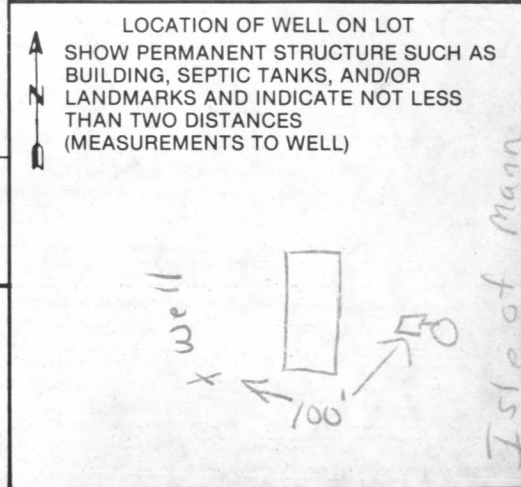 LOCATION OF WELL ON LOT
SHOW PERMANENT STRUCTURE SUCH AS
BUILDING, SEPTIC TANKS, AND/OR
N LANDMARKS AND INDICATE NOT LESS
THAN TWO DISTANCES
(MEASUREMENTS TO WELL)
x well
100'
Isle of Mann